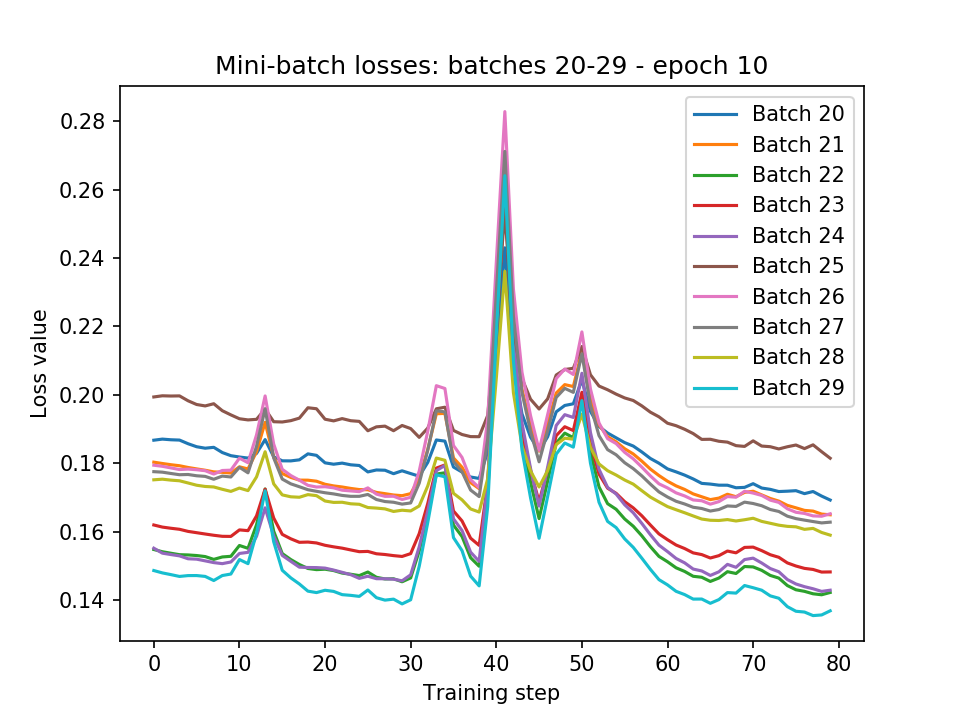 Mini-batch losses: batches 20-29 - epoch 10
0.28
0.26
0.24
0.22
0.20
0.18
0.16
0.14
Loss value
0 10 20 30 40 50 60 70 80
Training step
Batch 20
Batch 21
Batch 22
Batch 23
Batch 24
Batch 25
Batch 26
Batch 27
Batch 28
Batch 29